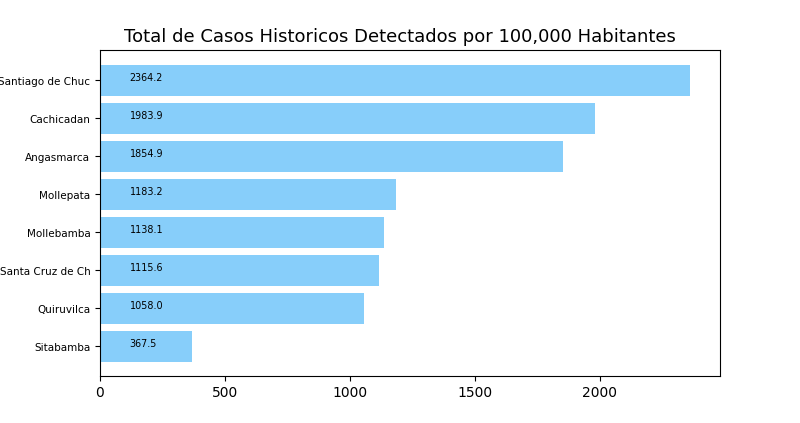 Total de Casos Historicos Detectados por 100,000 Habitantes
Santiago de Chuc 2364.2
Cachicadan 1983.9
Angasmarca 1854.9
Mollepata 1183.2
Mollebamba 1138.1
Santa Cruz de Ch 1115.6
Quiruvilca 1058.0
Sitabamba 367.5
0 500 1000 1500 2000